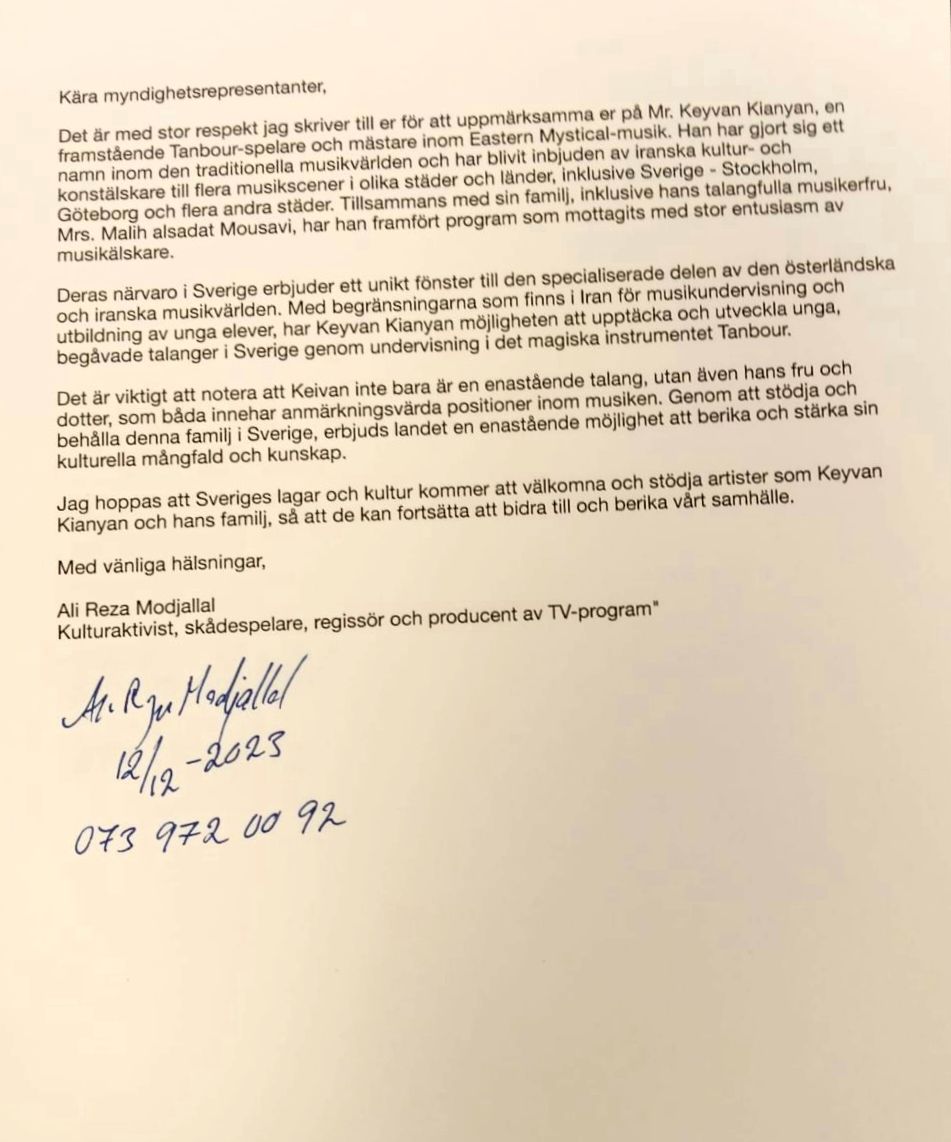 Kära myndighetsrepresentanter,
Det är med stor respekt jag skriver till er för att uppmärksamma er på Mr. Keyvan Kianyan, en
framstående Tanbour-spelare och mästare inom Eastern Mystical-musik. Han har gjort sig ett
namn inom den traditionella musikvärlden och har blivit inbjuden av iranska kultur- och
konstälskare till flera musikscener i olika städer och länder, inklusive Sverige - Stockholm,
Göteborg och flera andra städer. Tillsammans med sin familj, inklusive hans talangfulla musikerfru,
Mrs. Malih alsadat Mousavi, har han framfört program som mottagits med stor entusiasm av
musikälskare.
Deras närvaro i Sverige erbjuder ett unikt fönster till den specialiserade delen av den österländska
och iranska musikvärlden. Med begränsningarna som finns i Iran för musikundervisning och
utbildning av unga elever, har Keyvan Kianyan möjligheten att upptäcka och utveckla unga,
begåvade talanger i Sverige genom undervisning i det magiska instrumentet Tanbour.
Det är viktigt att notera att Keivan inte bara är en enastående talang, utan även hans fru och
dotter, som båda innehar anmärkningsvärda positioner inom musiken. Genom att stödja och
behålla denna familj i Sverige, erbjuds landet en enastående möjlighet att berika och stärka sin
kulturella mångfald och kunskap.
Jag hoppas att Sveriges lagar och kultur kommer att välkomna och stödja artister som Keyvan
Kianyan och hans familj, så att de kan fortsätta att bidra till och berika vårt samhälle.
Med vänliga hälsningar,
Ali Reza Modjallal
Kulturaktivist, skådespelare, regissör och producent av TV-program"
Modjallal
12/12-2023
073 972 00 92